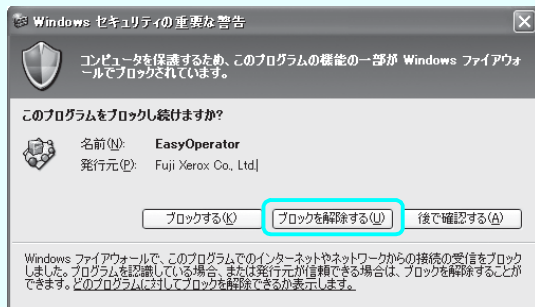 Windows セキュリティの重要な警告
コンピュータを保護するため、このプログラムの機能の一部が Windows ファイアウォ
ールでブロックされています。
このプログラムをブロックし続けますか?
名前(N): EasyOperator
発行元(P): Fuji Xerox Co., Ltd.
ブロックする(K) ブロックを解除する(U) 後で確認する(A)
Windows ファイアウォールで、このプログラムでのインターネットやネットワークからの接続の受信をブロック
しました。プログラムを認識している場合、または発行元が信頼できる場合は、ブロックを解除することが
できます。どのプログラムに対してブロックを解除できるか表示します。